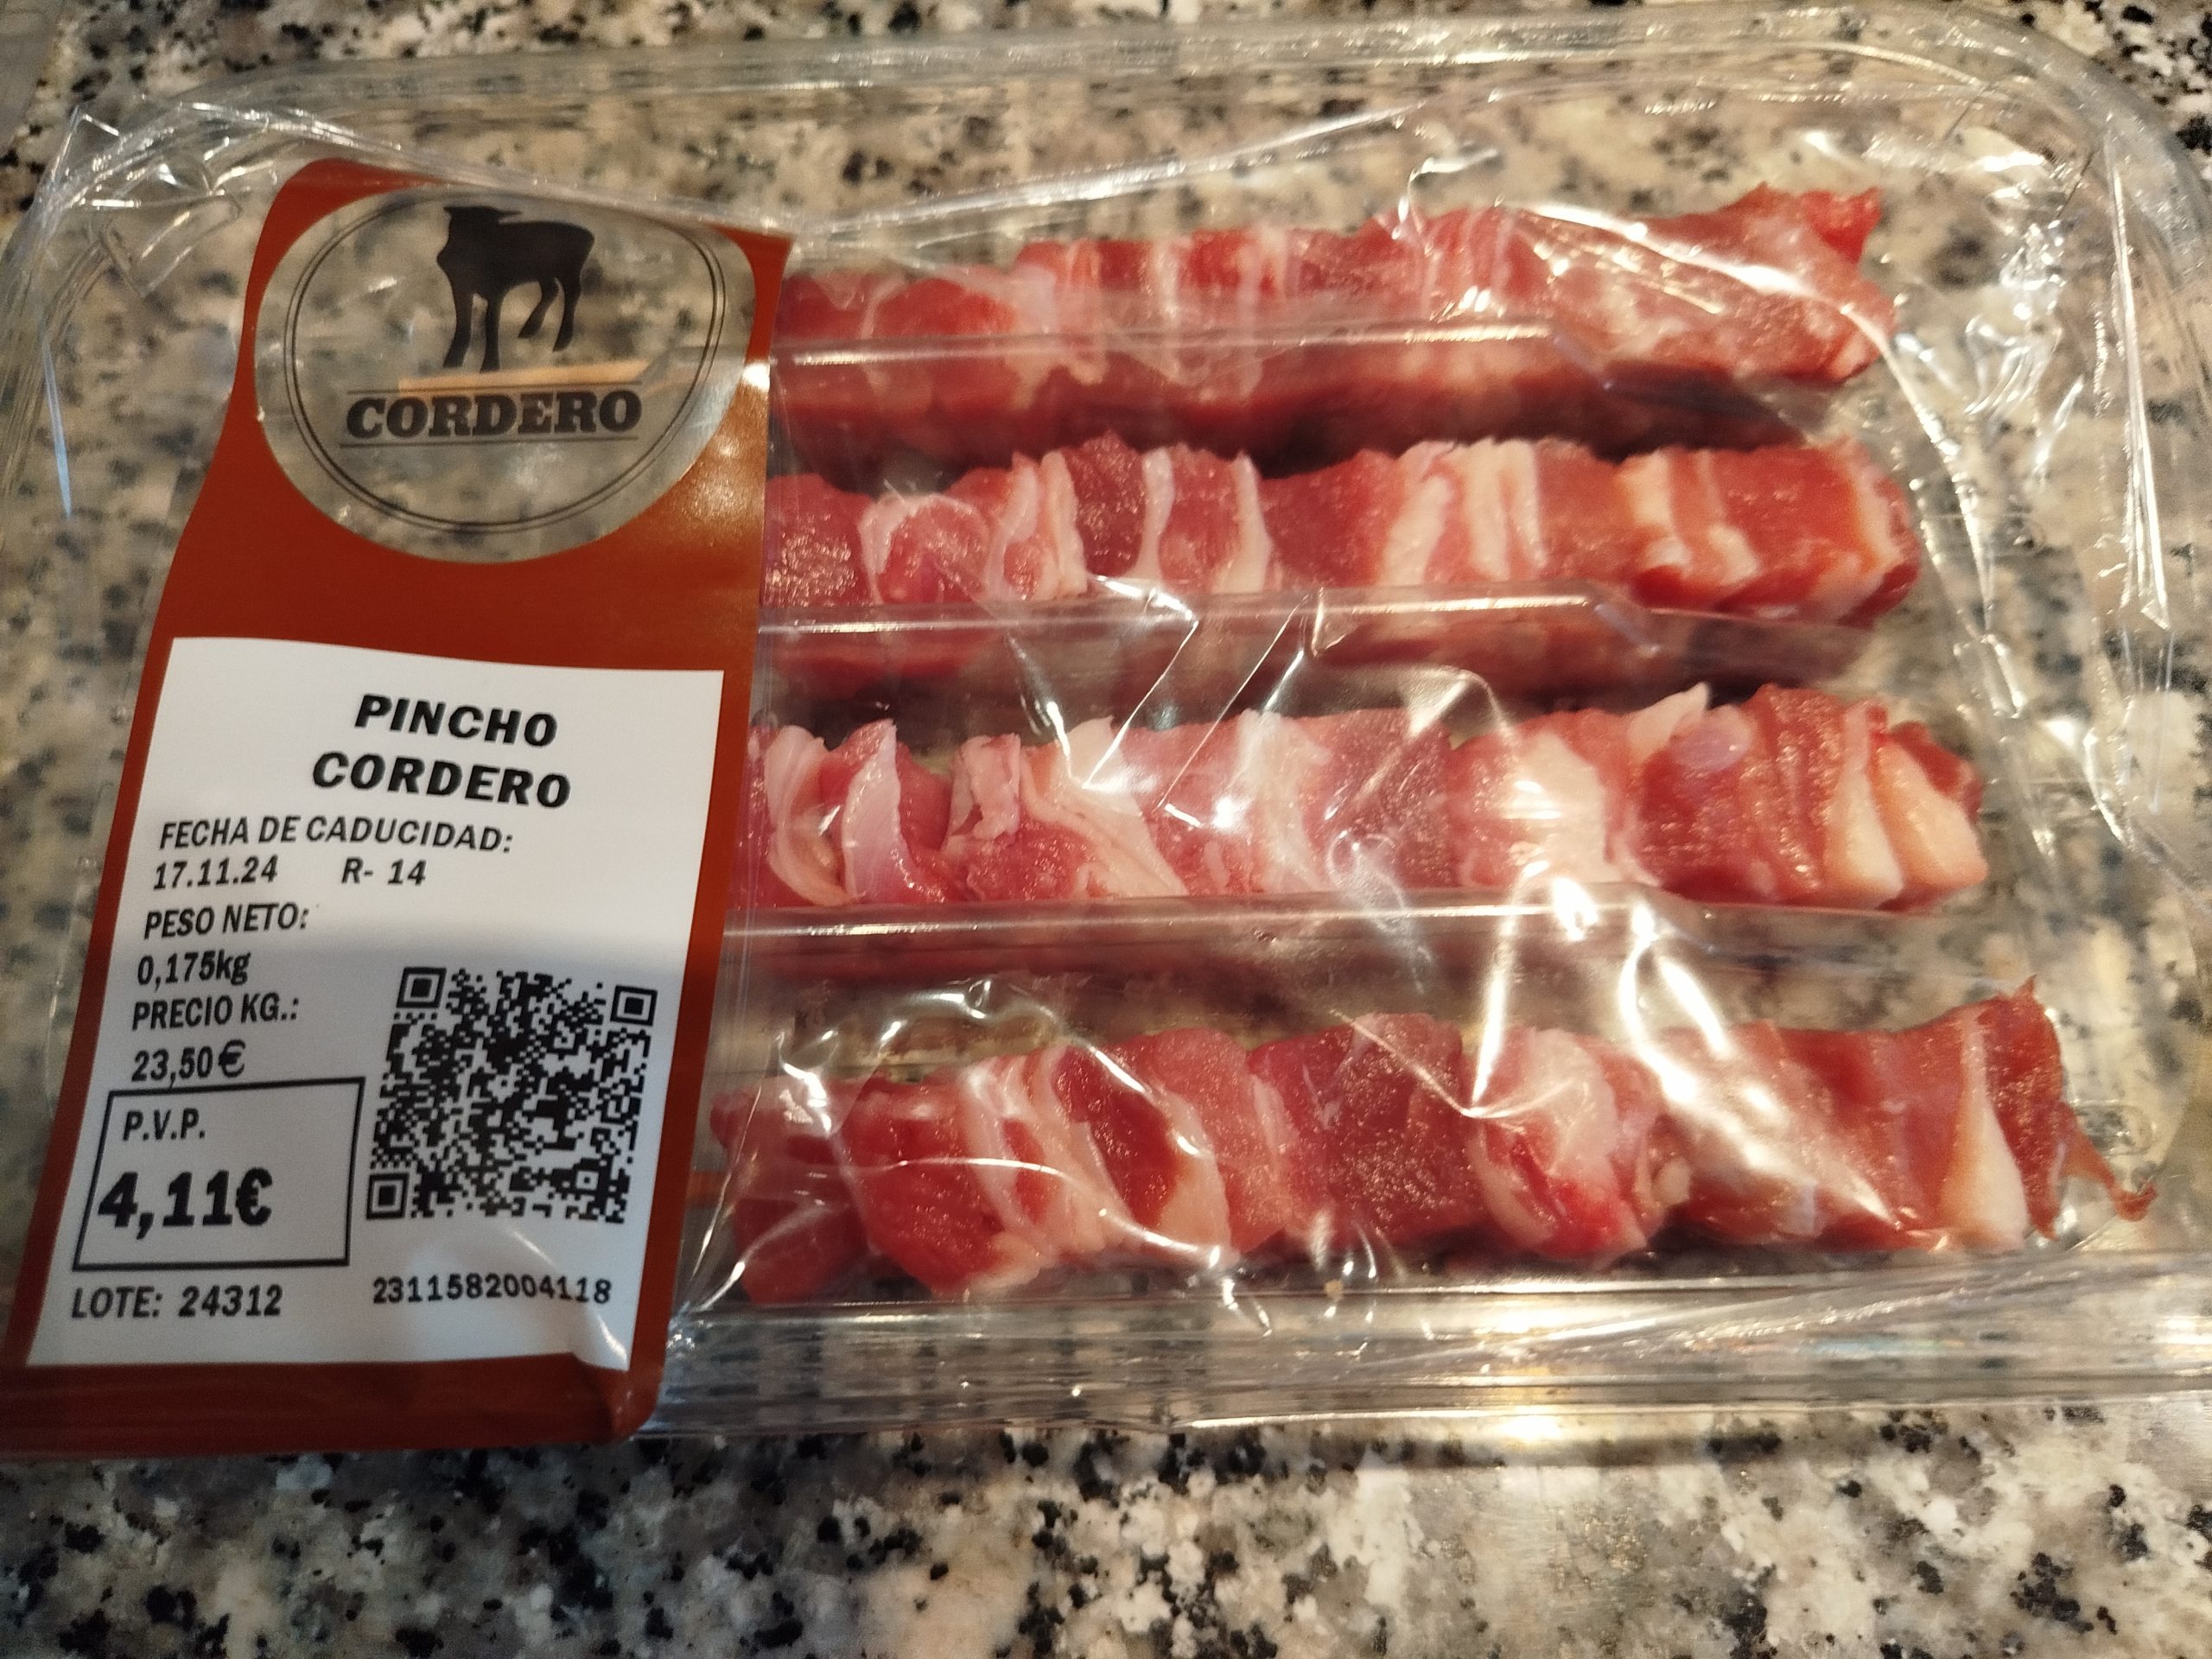 CORDERO
PINCHO
CORDERO
FECHA DE CADUCIDAD:
17.11.24 R- 14
PESO NETO:
0,175kg
PRECIO KG.:
23,50€
P.V.P.
4,11€
LOTE: 24312
2311582004118